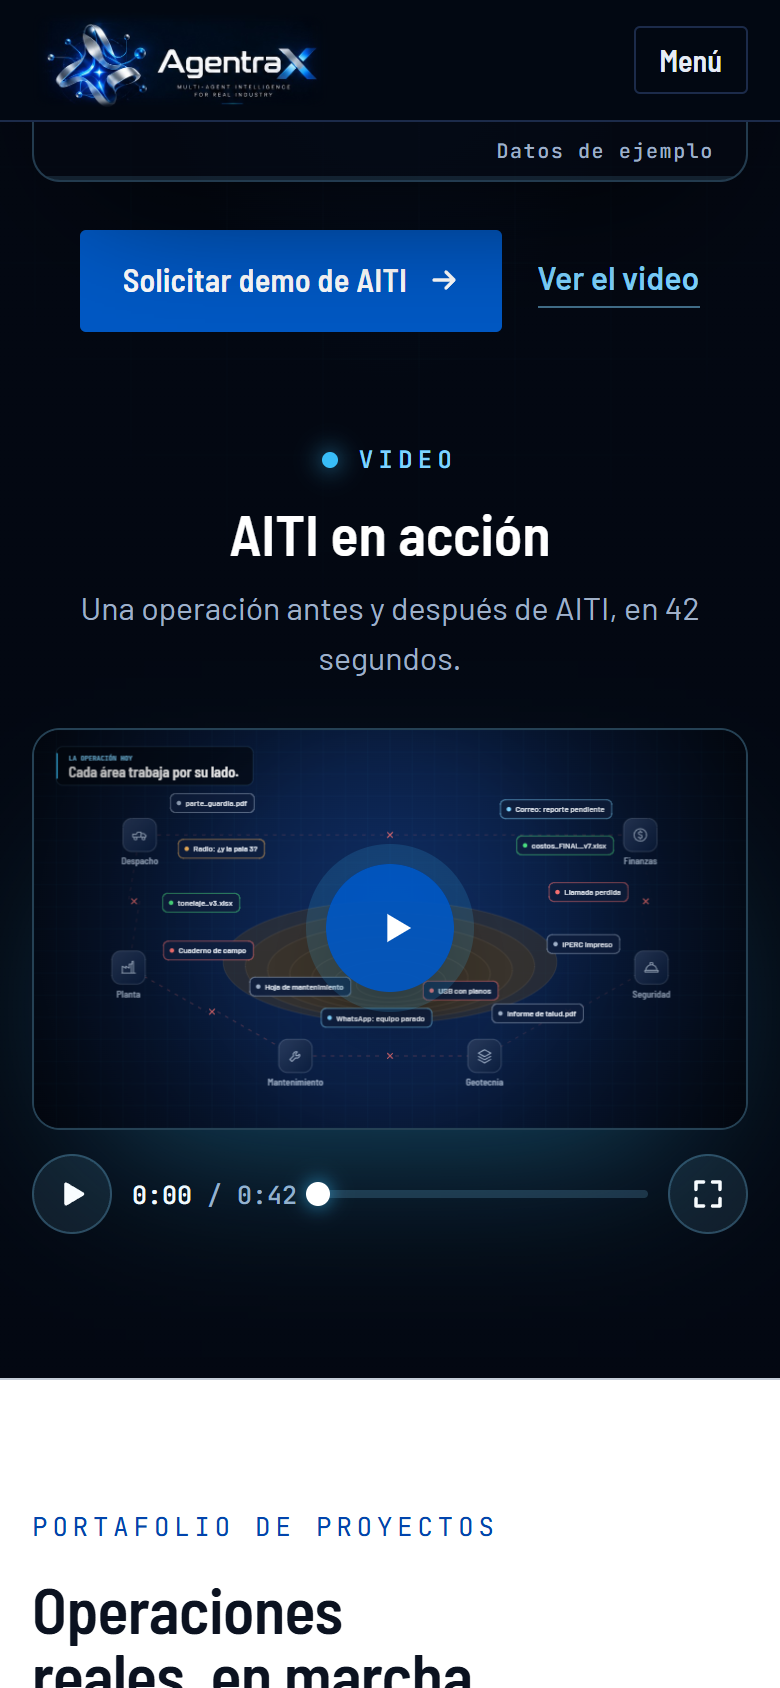 AgentraX
MULTI-AGENT INTELLIGENCE
FOR REAL INDUSTRY
Menú
Datos de ejemplo
Solicitar demo de AITI →
Ver el video
VIDEO
AITI en acción
Una operación antes y después de AITI, en 42
segundos.
LA OPERACIÓN HOY
Cada área trabaja por su lado.
parte_guardia.pdf
Correo: reporte pendiente
Despacho
Radio: ¿y la pala 3?
costos_FINAL_v7.xlsx
Finanzas
Llamada perdida
tonelaje_v3.xlsx
Cuaderno de campo
IPERC impreso
Planta
Hoja de mantenimiento
USB con planos
Seguridad
WhatsApp: equipo parado
Informe de talud.pdf
Mantenimiento
Geotecnia
0:00 / 0:42
PORTAFOLIO DE PROYECTOS
Operaciones
reales, en marcha